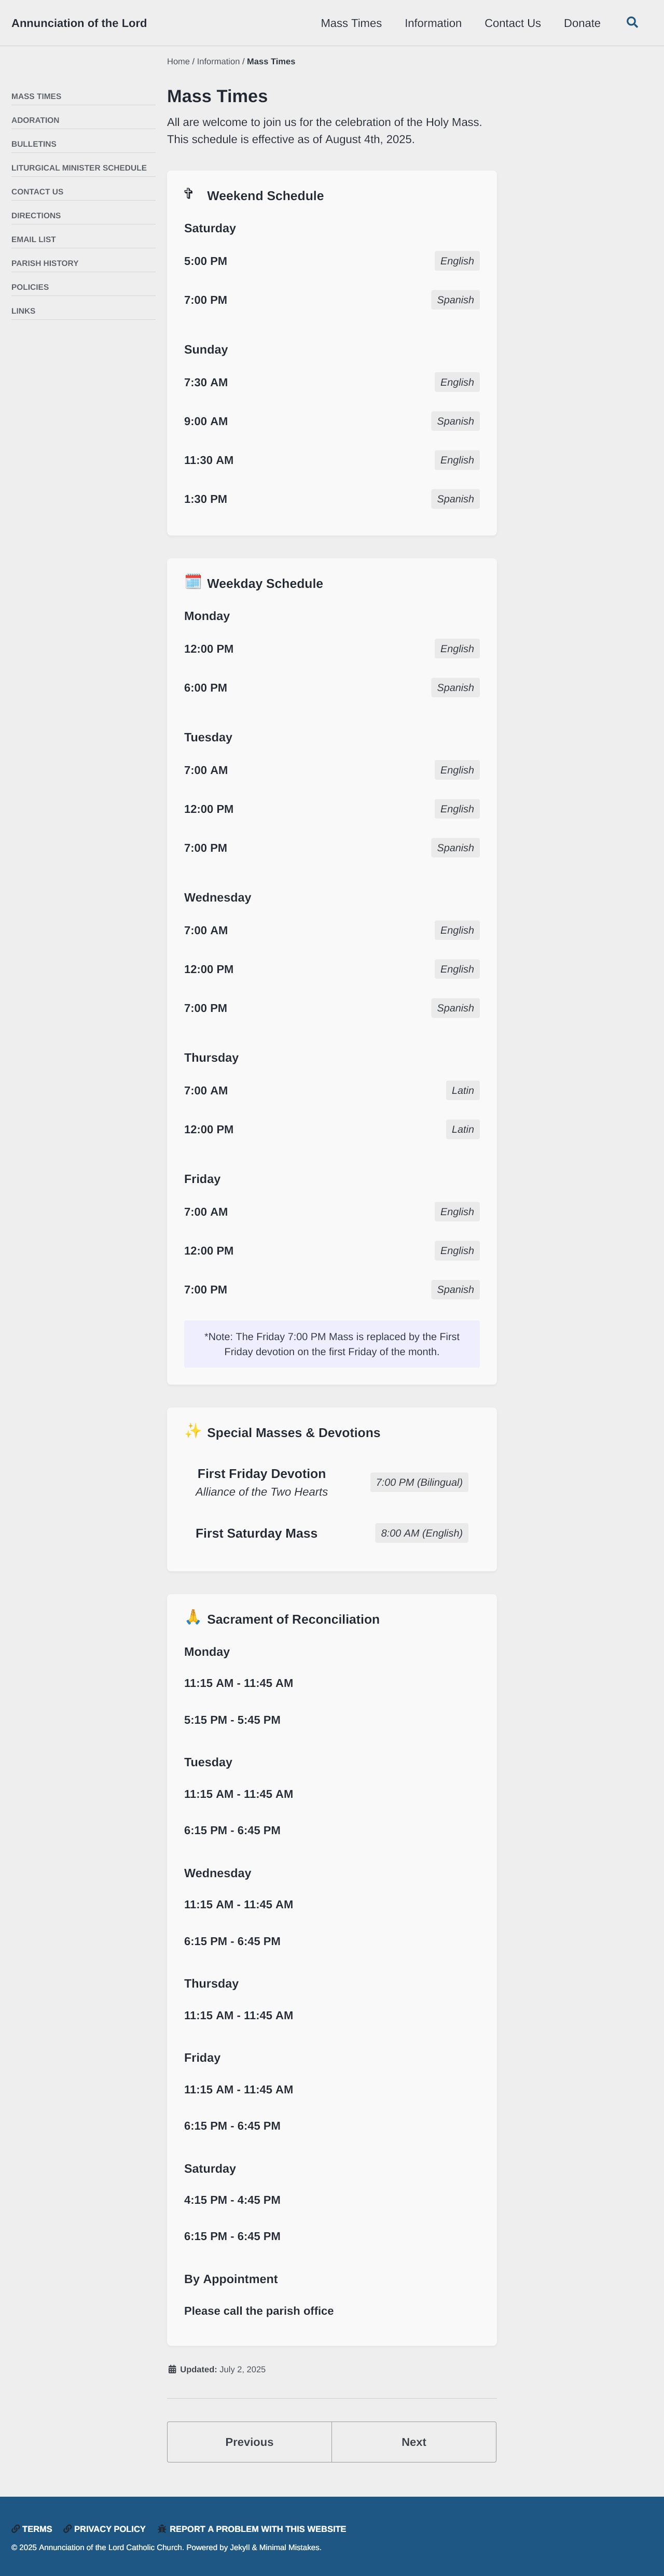 Annunciation of the Lord
Mass Times Information Contact Us Donate
Home / Information / Mass Times
MASS TIMES
ADORATION
BULLETINS
LITURGICAL MINISTER SCHEDULE
CONTACT US
DIRECTIONS
EMAIL LIST
PARISH HISTORY
POLICIES
LINKS
Mass Times
All are welcome to join us for the celebration of the Holy Mass.
This schedule is effective as of August 4th, 2025.
Weekend Schedule
Saturday
5:00 PM English
7:00 PM Spanish
Sunday
7:30 AM English
9:00 AM Spanish
11:30 AM English
1:30 PM Spanish
Weekday Schedule
Monday
12:00 PM English
6:00 PM Spanish
Tuesday
7:00 AM English
12:00 PM English
7:00 PM Spanish
Wednesday
7:00 AM English
12:00 PM English
7:00 PM Spanish
Thursday
7:00 AM Latin
12:00 PM Latin
Friday
7:00 AM English
12:00 PM English
7:00 PM Spanish
*Note: The Friday 7:00 PM Mass is replaced by the First
Friday devotion on the first Friday of the month.
Special Masses & Devotions
First Friday Devotion
Alliance of the Two Hearts
7:00 PM (Bilingual)
First Saturday Mass 8:00 AM (English)
Sacrament of Reconciliation
Monday
11:15 AM - 11:45 AM
5:15 PM - 5:45 PM
Tuesday
11:15 AM - 11:45 AM
6:15 PM - 6:45 PM
Wednesday
11:15 AM - 11:45 AM
6:15 PM - 6:45 PM
Thursday
11:15 AM - 11:45 AM
Friday
11:15 AM - 11:45 AM
6:15 PM - 6:45 PM
Saturday
4:15 PM - 4:45 PM
6:15 PM - 6:45 PM
By Appointment
Please call the parish office
Updated: July 2, 2025
Previous Next
TERMS PRIVACY POLICY REPORT A PROBLEM WITH THIS WEBSITE
© 2025 Annunciation of the Lord Catholic Church. Powered by Jekyll & Minimal Mistakes.